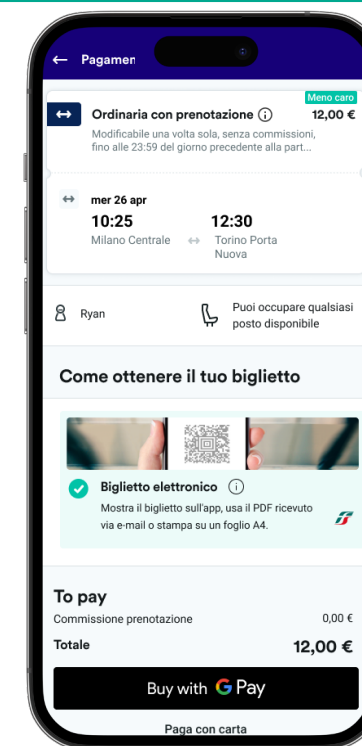 ← Pagamen
Meno caro
Ordinaria con prenotazione 12,00 €
Modificabile una volta sola, senza commissioni,
fino alle 23:59 del giorno precedente alla part...
mer 26 apr
10:25 12:30
Milano Centrale ↔ Torino Porta
Nuova
Ryan
Puoi occupare qualsiasi
posto disponibile
Come ottenere il tuo biglietto
Biglietto elettronico
Mostra il biglietto sull'app, usa il PDF ricevuto
via e-mail o stampa su un foglio A4.
To pay
Commissione prenotazione 0,00 €
Totale 12,00 €
Buy with G Pay
Paga con carta